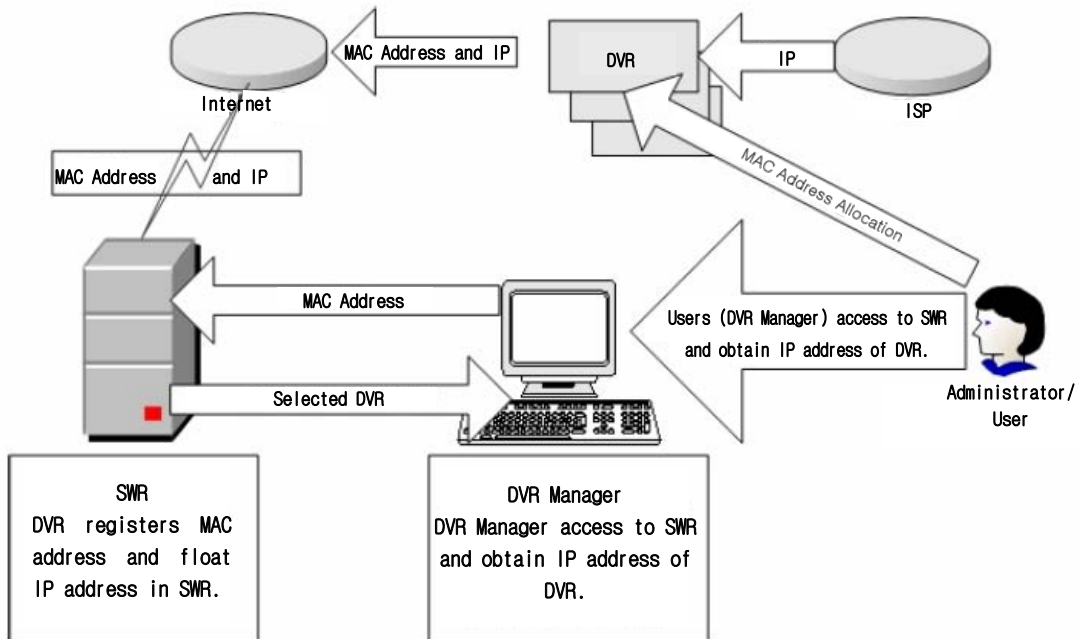 MAC Address and IP
DVR
IP
Internet
ISP
MAC Address and IP
MAC Address Allocation
MAC Address
Users (DVR Manager) access to SWR
and obtain IP address of DVR.
Selected DVR
Administrator/
User
SWR
DVR registers MAC
address and float
IP address in SWR.
DVR Manager
DVR Manager access to SWR
and obtain IP address of
DVR.